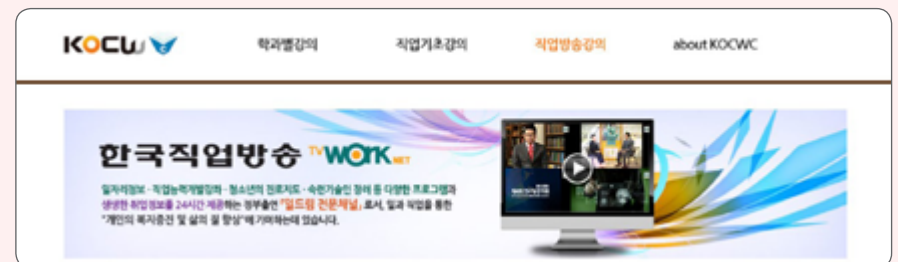 KOCW C
학과별강의
직업기초강의
직업방송강의
about KOCWC
한국직업방송 TV WORK.NET
일자리정보 · 직업능력개발강좌 · 청소년의 진로지도 · 숙련기술인 장려 등 다양한 프로그램과
생생한 취업정보를 24시간 제공하는 정부출연 "일드림 전문채널」로서, 일과 직업을 통한
"개인의 복지증진 및 삶의 질 향상"에 기여하는데 있습니다.